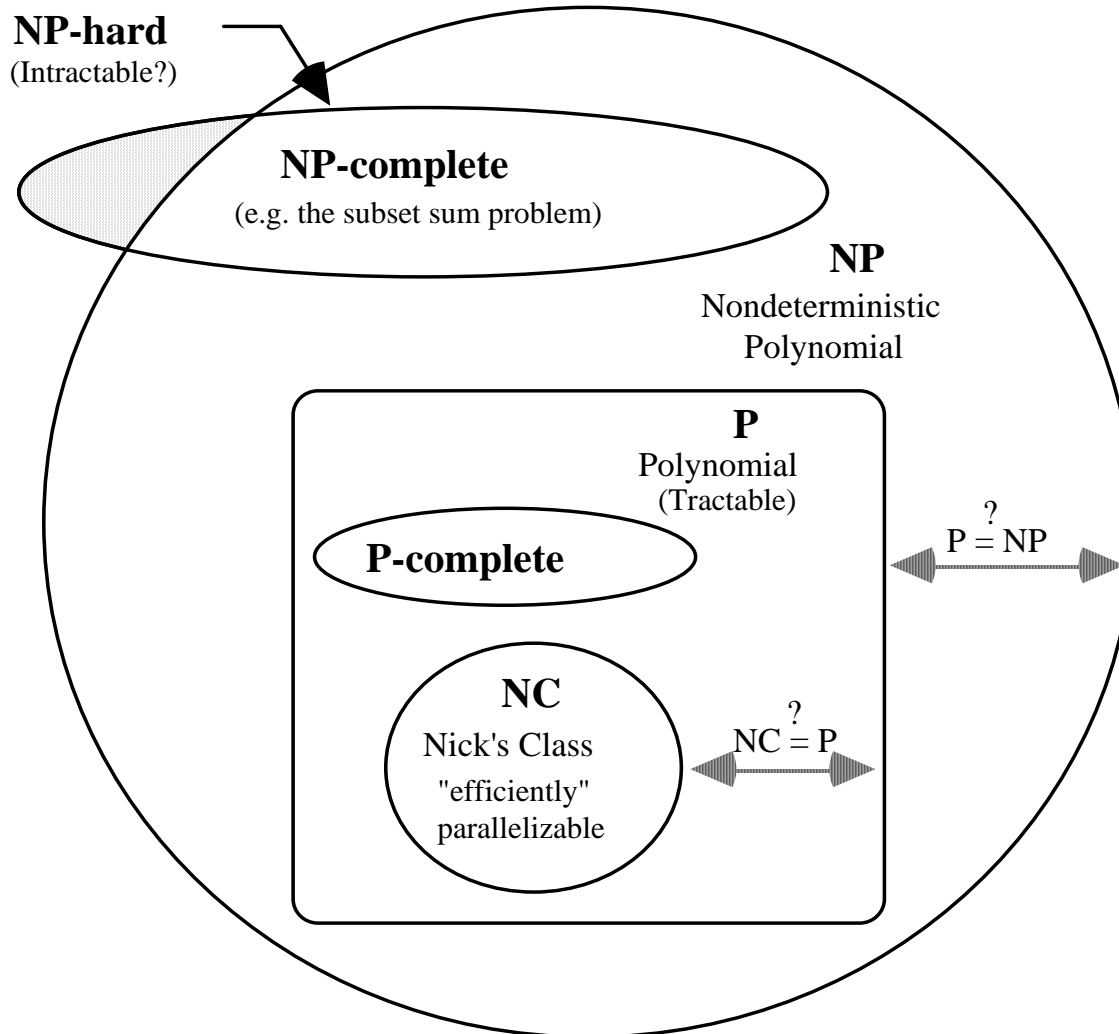 NP-hard
(Intractable?)
NP-complete
(e.g. the subset sum problem)
NP
Nondeterministic
Polynomial
P
Polynomial
(Tractable)
?
P = NP
P-complete
NC
Nick's Class
"efficiently"
parallelizable
?
NC = P